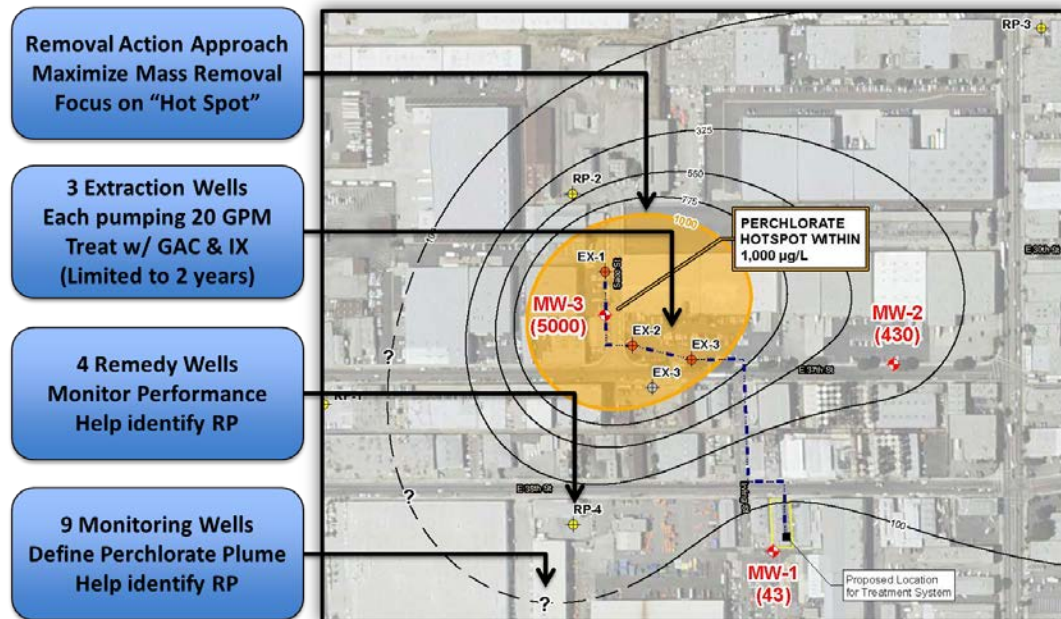 Removal Action Approach
Maximize Mass Removal
Focus on “Hot Spot”
3 Extraction Wells
Each pumping 20 GPM
Treat w/ GAC & IX
(Limited to 2 years)
4 Remedy Wells
Monitor Performance
Help identify RP
9 Monitoring Wells
Define Perchlorate Plume
Help identify RP
RP-3
325
550
775
1000
RP-2
PERCHLORATE
HOTSPOT WITHIN
1,000 µg/L
EX-1
MW-3
(5000)
EX-2
EX-3
EX-3
MW-2
(430)
E 37th St
?
RP-1
?
E 38th St
RP-4
100
MW-1
(43)
Proposed Location
for Treatment System
?